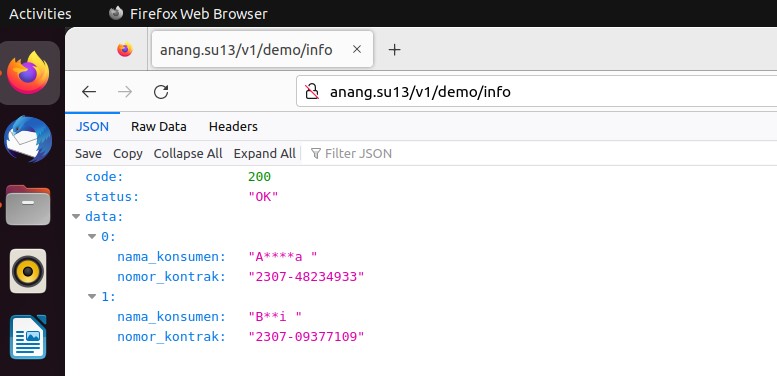 Activities Firefox Web Browser
anang.su13/v1/demo/info
anang.su13/v1/demo/info
JSON Raw Data Headers
Save Copy Collapse All Expand All Filter JSON
code: 200
status: "OK"
data:
0:
nama_konsumen: "A****a "
nomor_kontrak: "2307-48234933"
1:
nama_konsumen: "B**i "
nomor_kontrak: "2307-09377109"